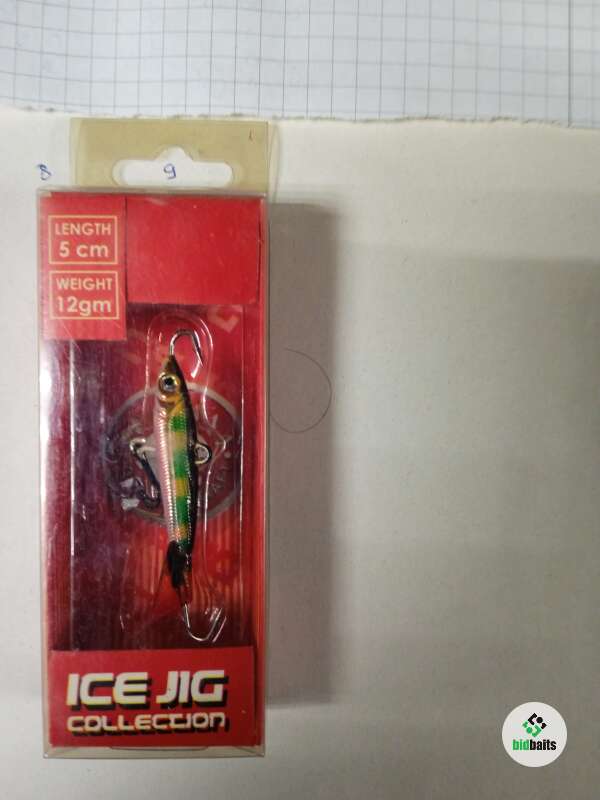 8
9
LENGTH
5 cm
WEIGHT
12gm
ICE JIG
COLLECTION
bidbaits